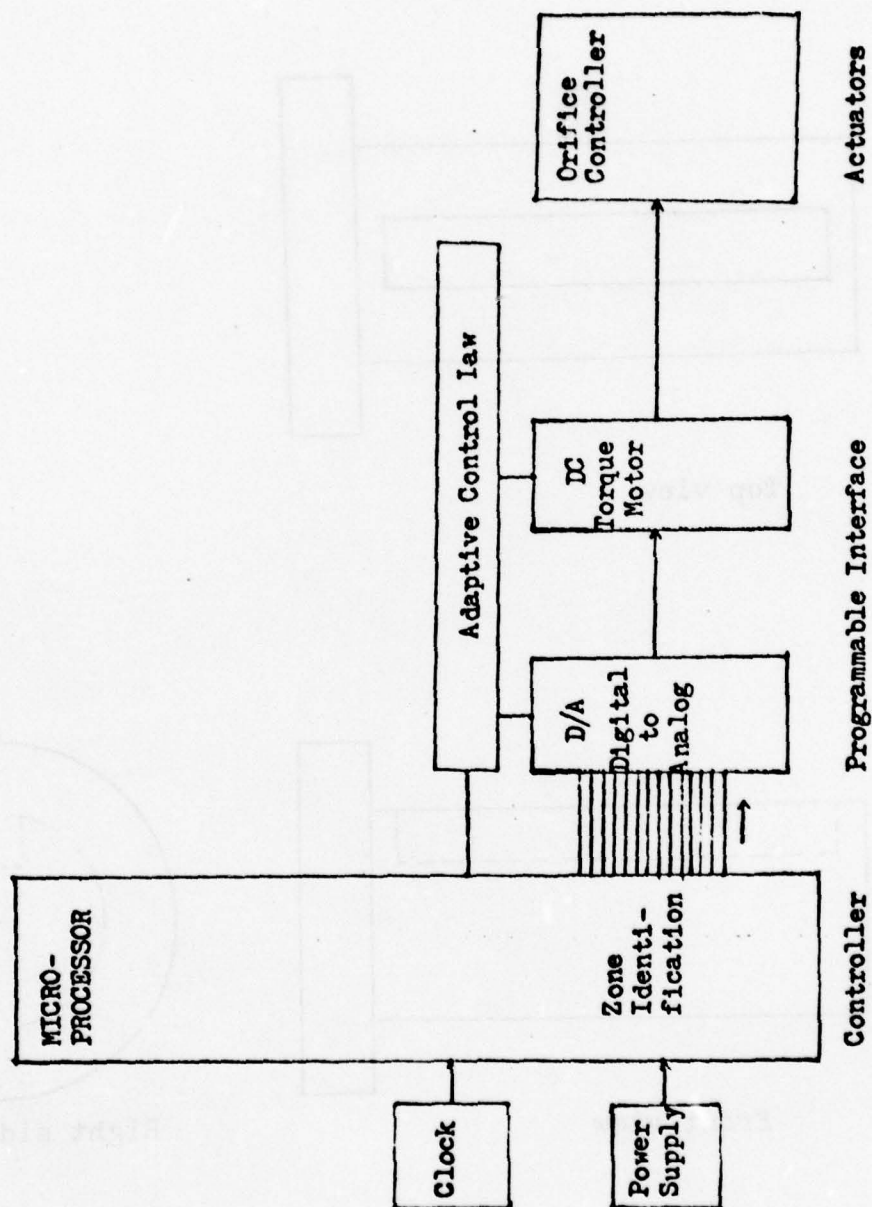 MICRO-
PROCESSOR
Clock
Power
Supply
Zone
Identi-
fication
Adaptive Control Law
D/A
Digital
to
Analog
DC
Torque
Motor
Orifice
Controller
Controller
Programmable Interface
Actuators
Top view
Right sid